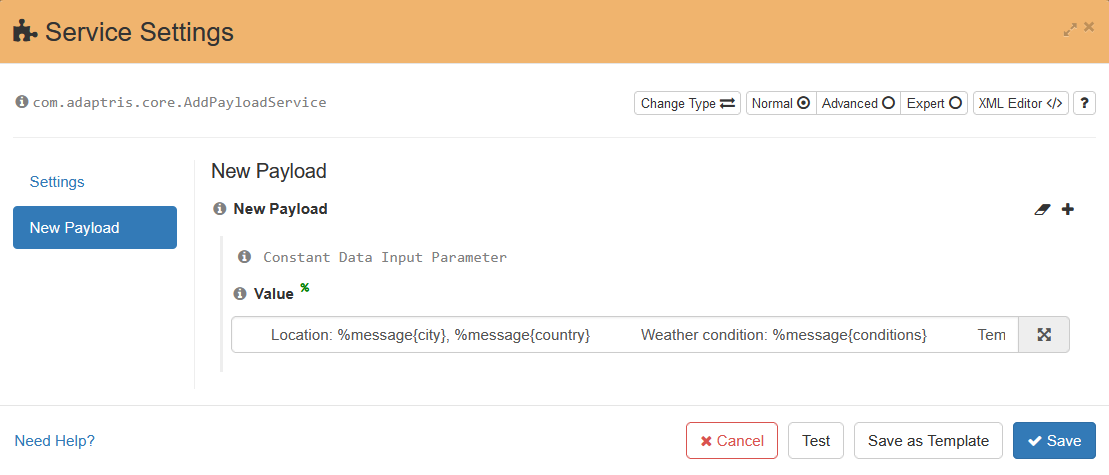 Service Settings
com.adaptris.core.AddPayloadService
Change Type
Normal
Advanced
Expert
XML Editor </>
?
Settings
New Payload
New Payload
New Payload
Constant Data Input Parameter
Value %
Location: %message{city}, %message{country} Weather condition: %message{conditions} Tem
Need Help?
Cancel
Test
Save as Template
Save